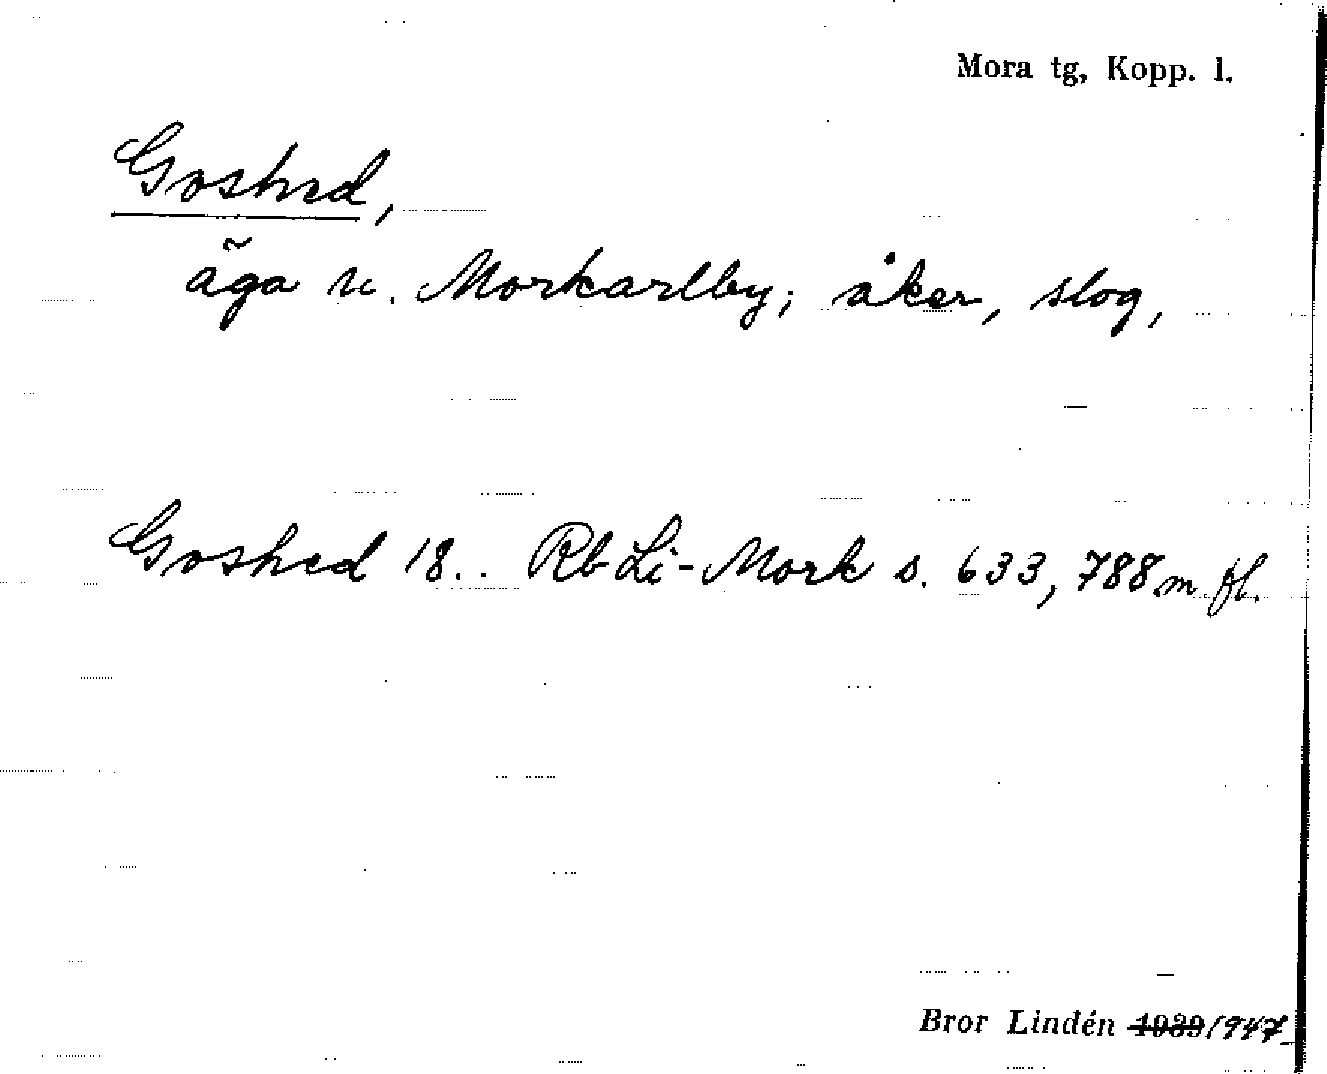 Mora tg, Kopp. l.
Goshed,
äga u. Morkarlby; åker, slog,
Goshed 18.. Rb Li-Mork s. 633, 788 m. fl.
Bror Lindén 1939 1947